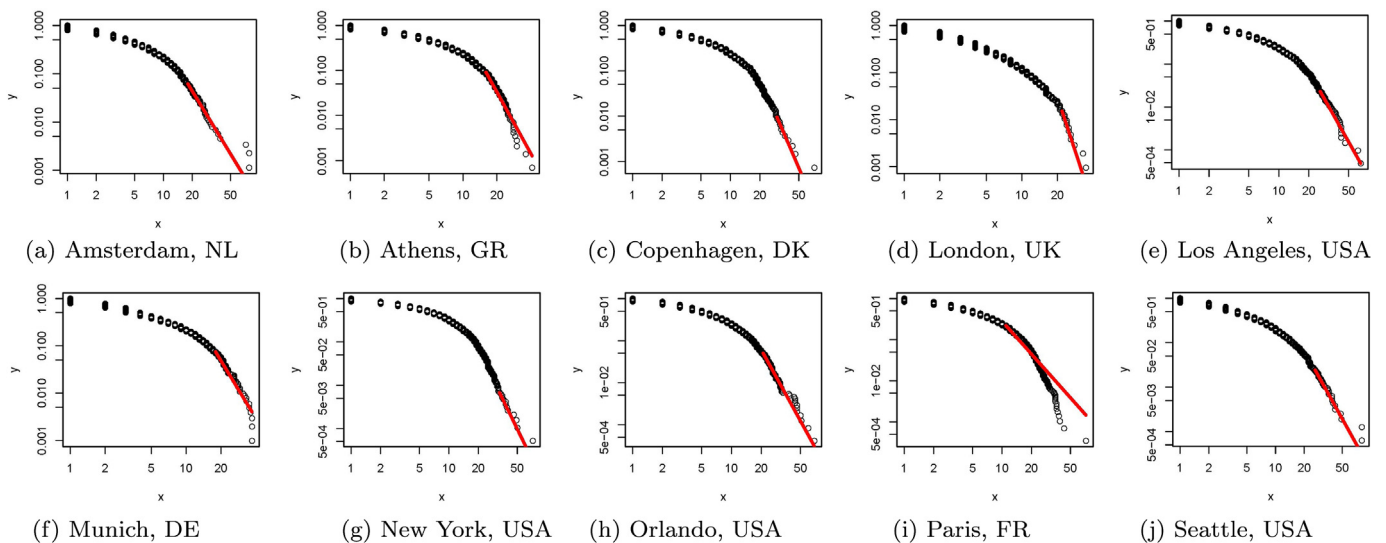 1.000 1.000 1.000 1.000 5e-01
0.100 0.100 0.100 0.100
y y y y y
0.010 0.010 0.010 0.010 1e-02
0.001 0.001 0.001 0.001 5e-04
1 2 5 10 20 50 1 2 5 10 20 50 1 2 5 10 20 50 1 2 5 10 20 1 2 5 10 20 50
x x x x x
(a) Amsterdam, NL (b) Athens, GR (c) Copenhagen, DK (d) London, UK (e) Los Angeles, USA
1.000 5e-01 5e-01 5e-01 5e-01
0.100 5e-02 5e-02
y y y y y
0.010 5e-03 1e-02 1e-02 5e-03
0.001 5e-04 5e-04 5e-04 5e-04
1 2 5 10 20 1 2 5 10 20 50 1 2 5 10 20 50 1 2 5 10 20 50 1 2 5 10 20 50
x x x x x
(f) Munich, DE (g) New York, USA (h) Orlando, USA (i) Paris, FR (j) Seattle, USA